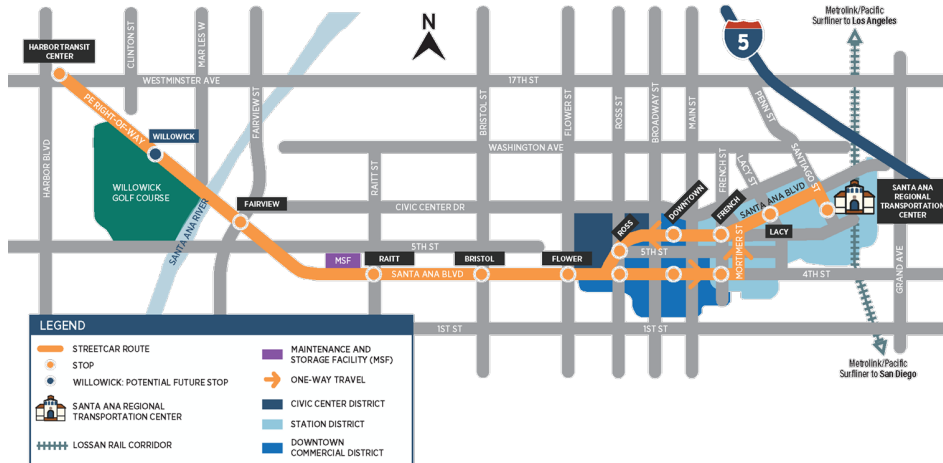 Metrolink/Pacific
Surfliner to Los Angeles
N
5
HARBOR TRANSIT
CENTER
CLINTON ST
MAR LES W
WESTMINSTER AVE
17TH ST
PE RIGHT-OF-WAY
FAIRVIEW ST
BRISTOL ST
FLOWER ST
ROSS ST
BROADWAY ST
MAIN ST
PENN ST
HARBOR BLVD
WILLOWICK
WASHINGTON AVE
WILLOWICK
GOLF COURSE
RAITT ST
FRENCH ST
LACY ST
SANTIAGO ST
SANTA ANA RIVER
FAIRVIEW
CIVIC CENTER DR
ROSS
DOWNTOWN
FRENCH
SANTA ANA BLVD
SANTA ANA
REGIONAL
TRANSPORTATION
CENTER
LACY
5TH ST
5TH ST
MORTIMER ST
MSF
RAITT
BRISTOL
FLOWER
SANTA ANA BLVD
4TH ST
GRAND AVE
1ST ST
1ST ST
Metrolink/Pacific
Surfliner to San Diego
LEGEND
STREETCAR ROUTE
STOP
WILLOWICK: POTENTIAL FUTURE STOP
SANTA ANA REGIONAL
TRANSPORTATION CENTER
LOSSAN RAIL CORRIDOR
MAINTENANCE AND
STORAGE FACILITY (MSF)
ONE-WAY TRAVEL
CIVIC CENTER DISTRICT
STATION DISTRICT
DOWNTOWN
COMMERCIAL DISTRICT